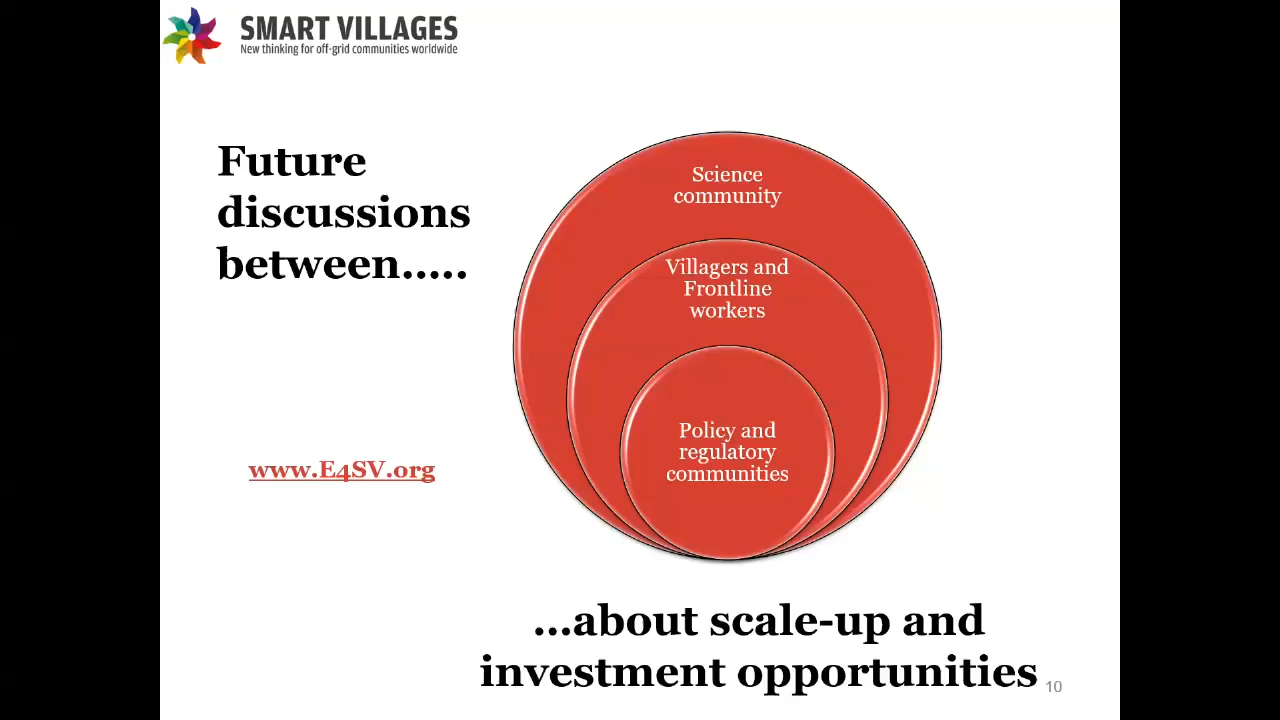 SMART VILLAGES
New thinking for off-grid communities worldwide
Future
discussions
between.....
Science
community
Villagers and
Frontline
workers
Policy and
regulatory
communities
www.E4SV.org
...about scale-up and
investment opportunities
10